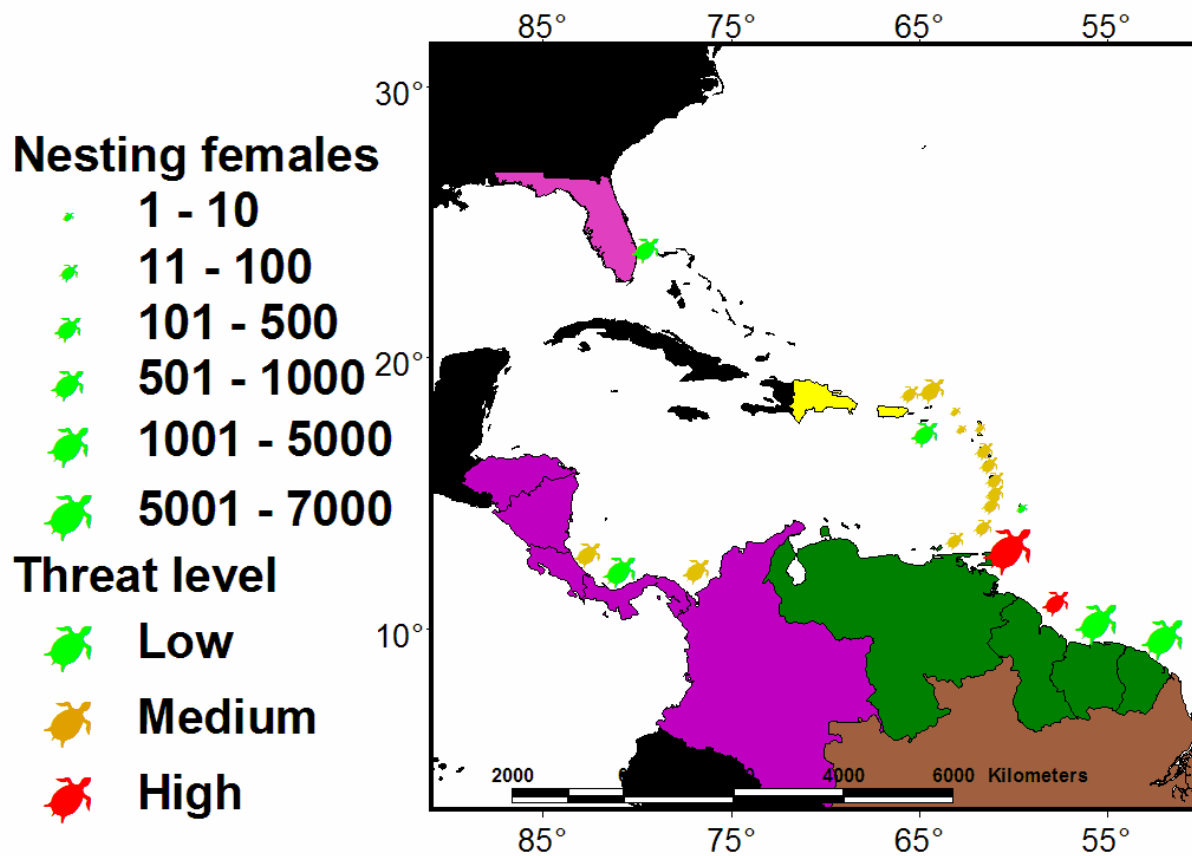 85° 75° 65° 55°
30°
Nesting females
1 - 10
11 - 100
101 - 500
20°
501 - 1000
1001 - 5000
5001 - 7000
Threat level
10°
Low
Medium
High
2000 4000 6000 Kilometers
85° 75° 65° 55°